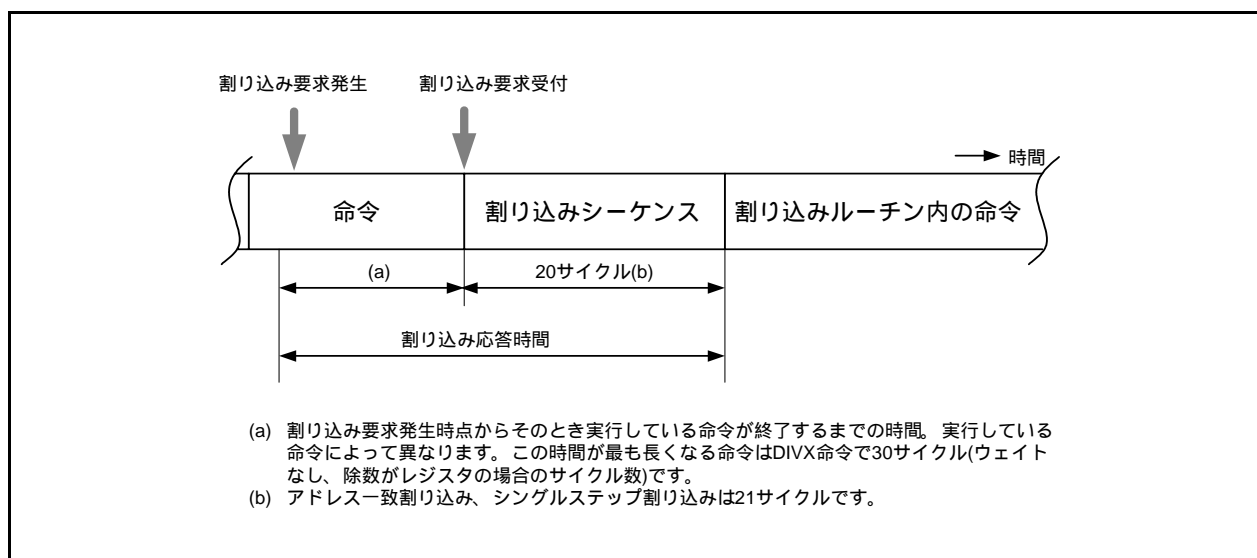 割り込み要求発生
割り込み要求受付
時間
命令
割り込みシーケンス
割り込みルーチン内の命令
(a)
20サイクル(b)
割り込み応答時間
(a) 割り込み要求発生時点からそのとき実行している命令が終了するまでの時間。実行している
命令によって異なります。この時間が最も長くなる命令はDIVX命令で30サイクル(ウェイト
なし、除数がレジスタの場合のサイクル数)です。
(b) アドレス一致割り込み、シングルステップ割り込みは21サイクルです。